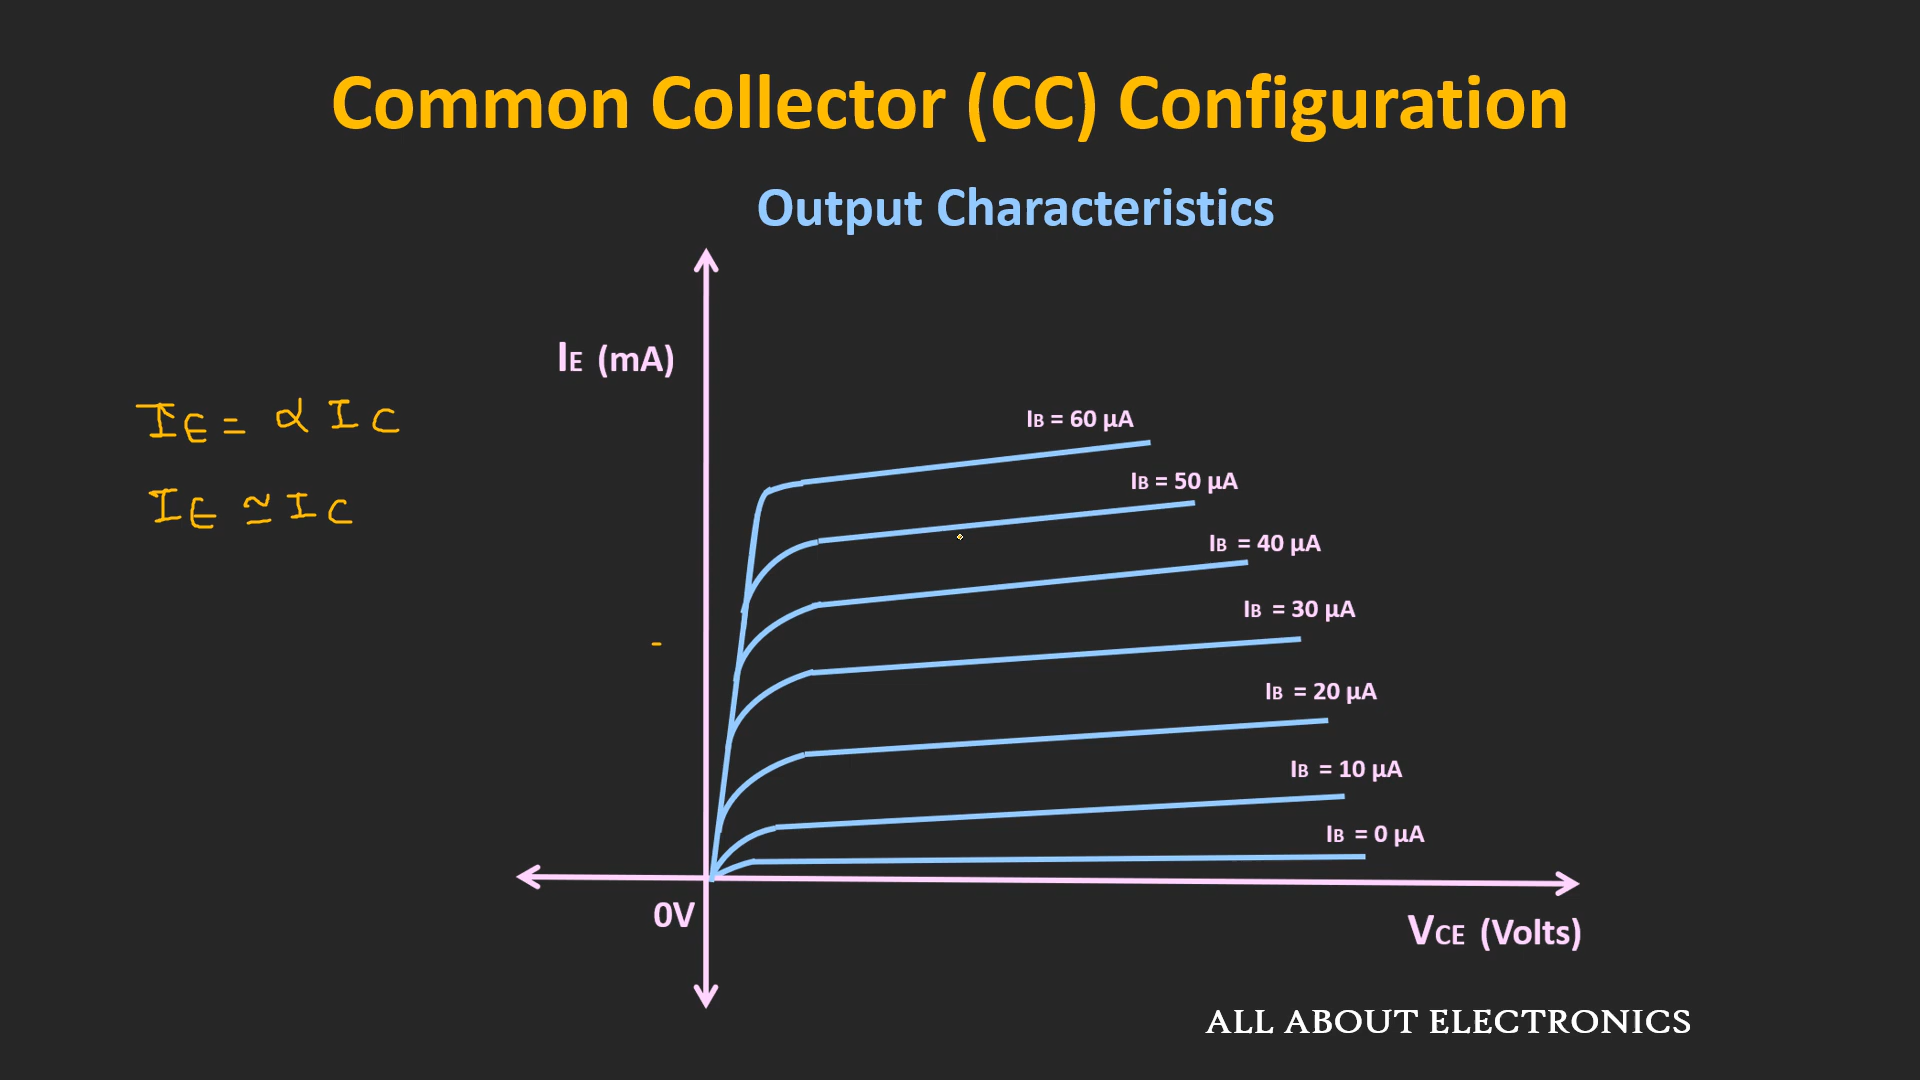 Common Collector (CC) Configuration
Output Characteristics
IE (mA)
IE = α IC
IE ≃ IC
IB = 60 µA
IB = 50 µA
IB = 40 µA
IB = 30 µA
IB = 20 µA
IB = 10 µA
IB = 0 µA
0V
VCE (Volts)
ALL ABOUT ELECTRONICS